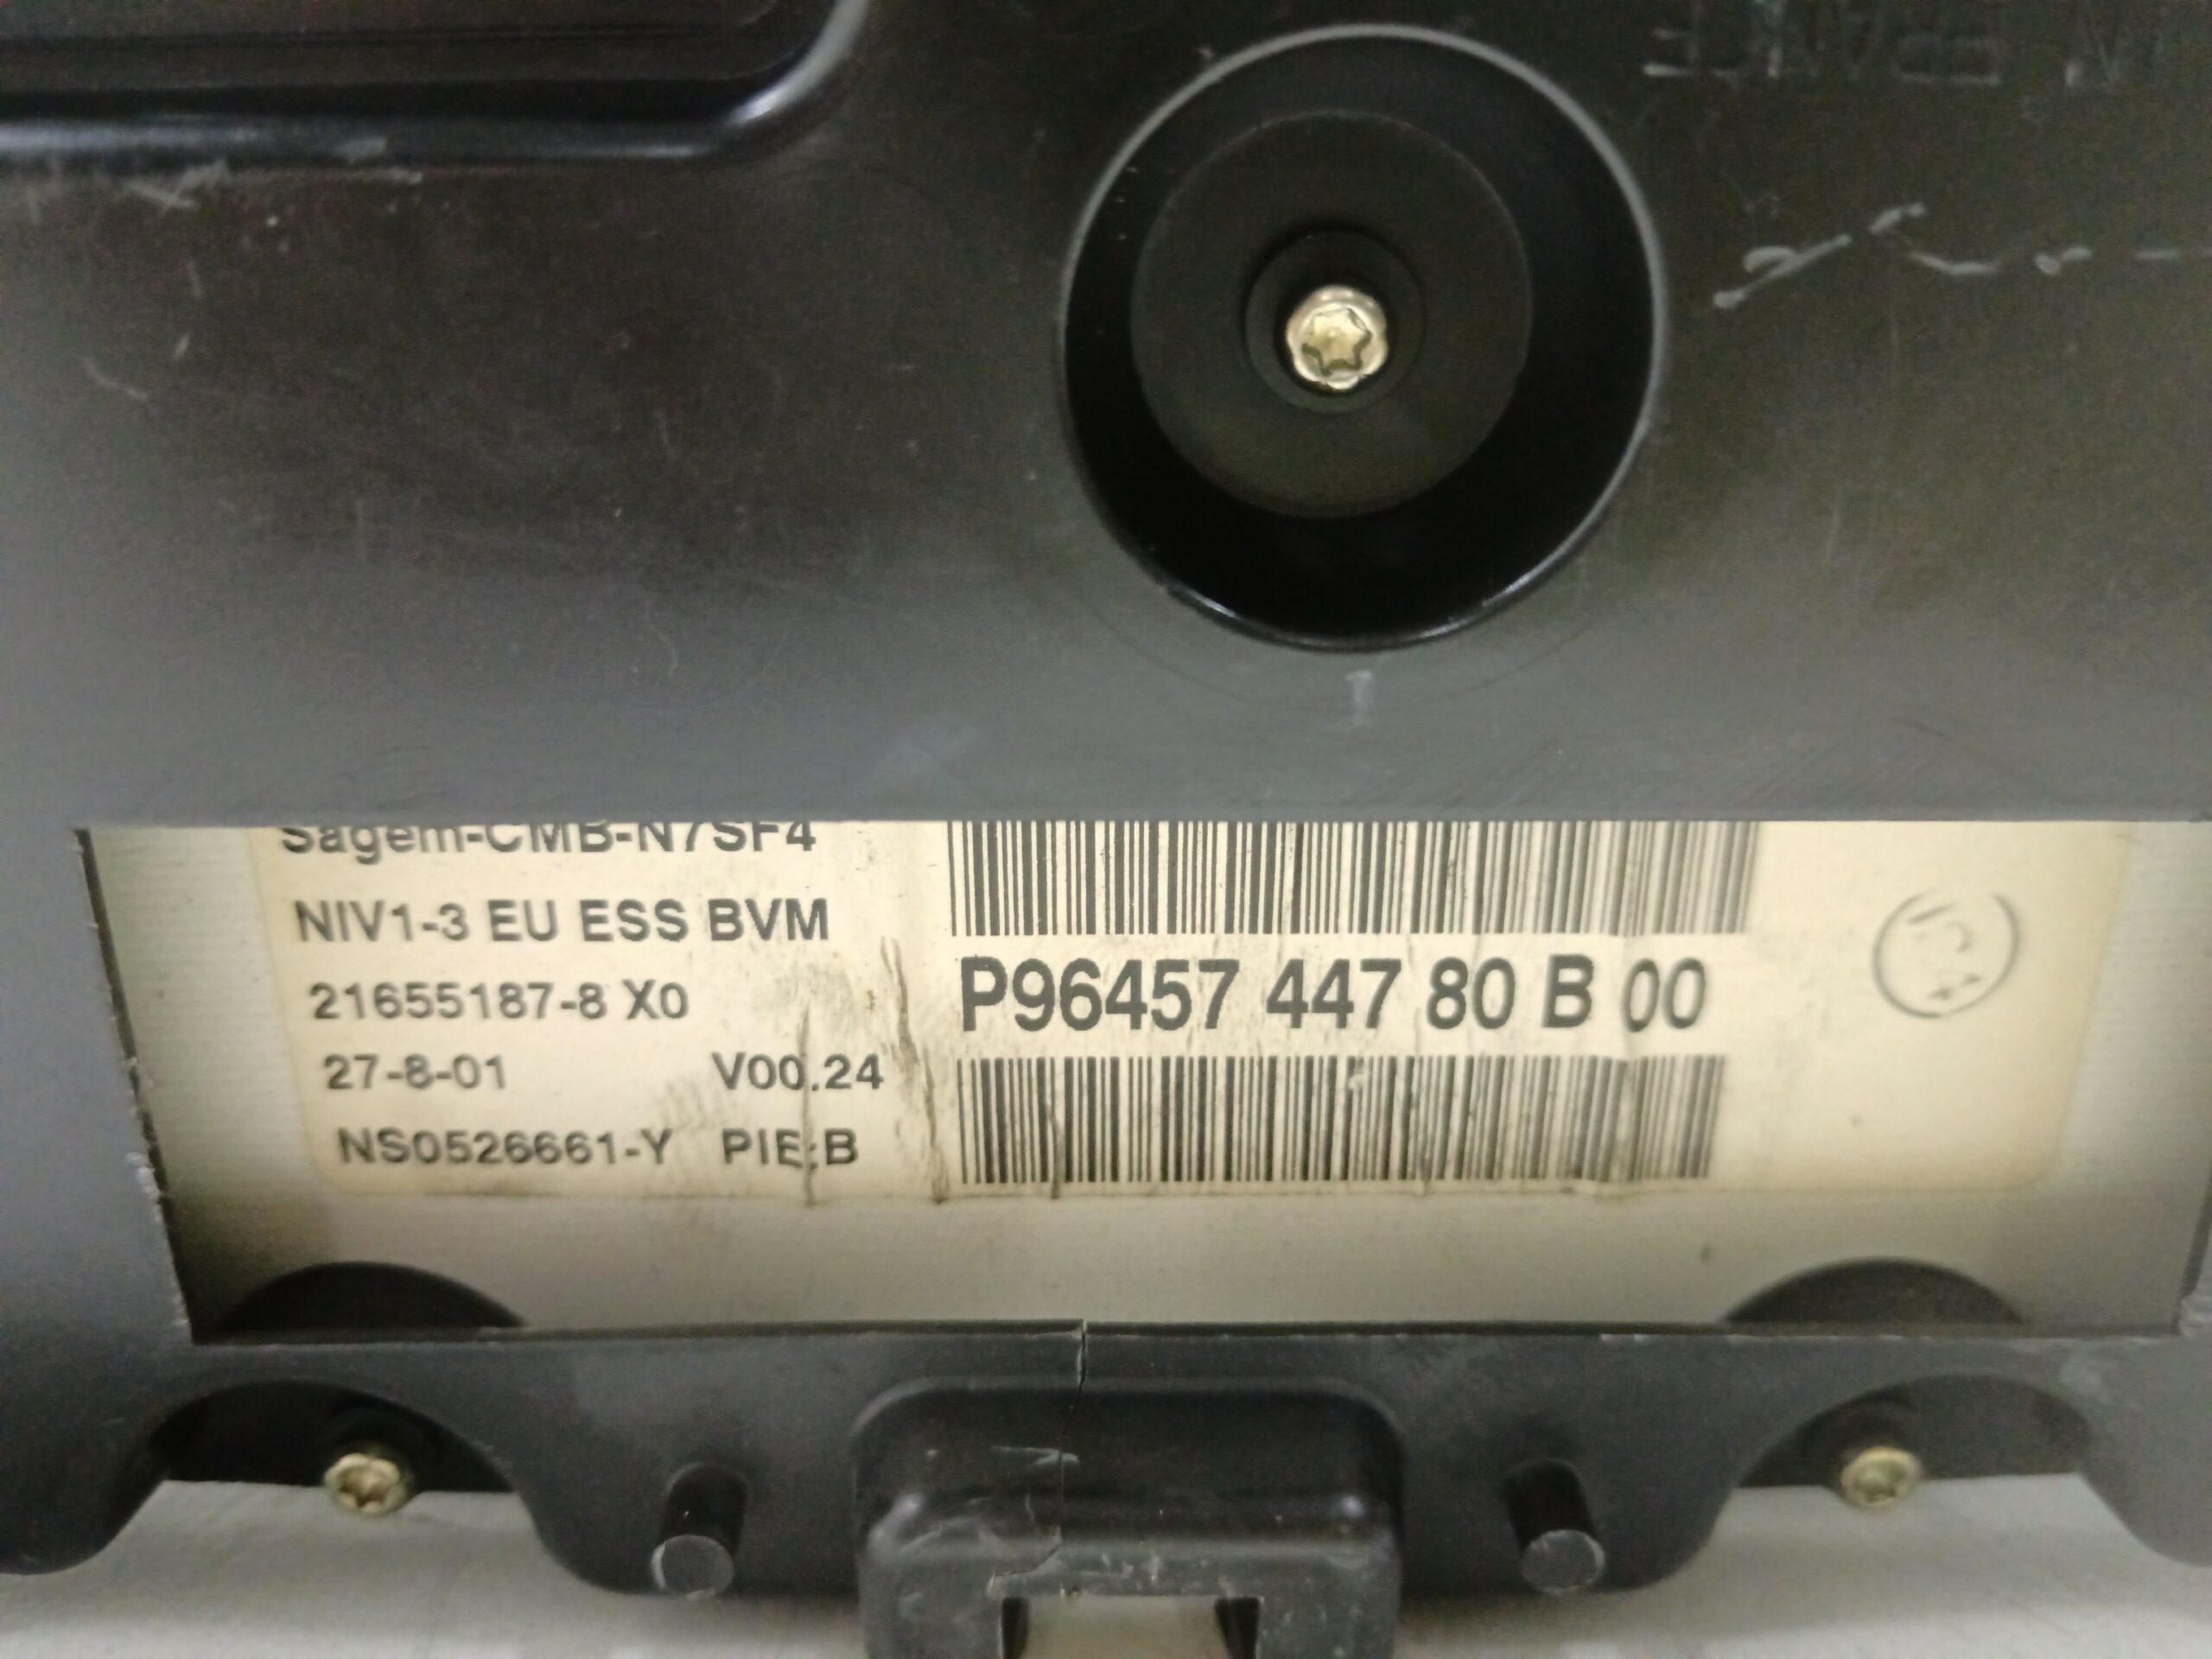 Sagem-CMB-N7SF4
NIV1-3 EU ESS BVM
21655187-8 X0
27-8-01 V00.24
NS0526661-Y PIE:B
P96457 447 80 B 00